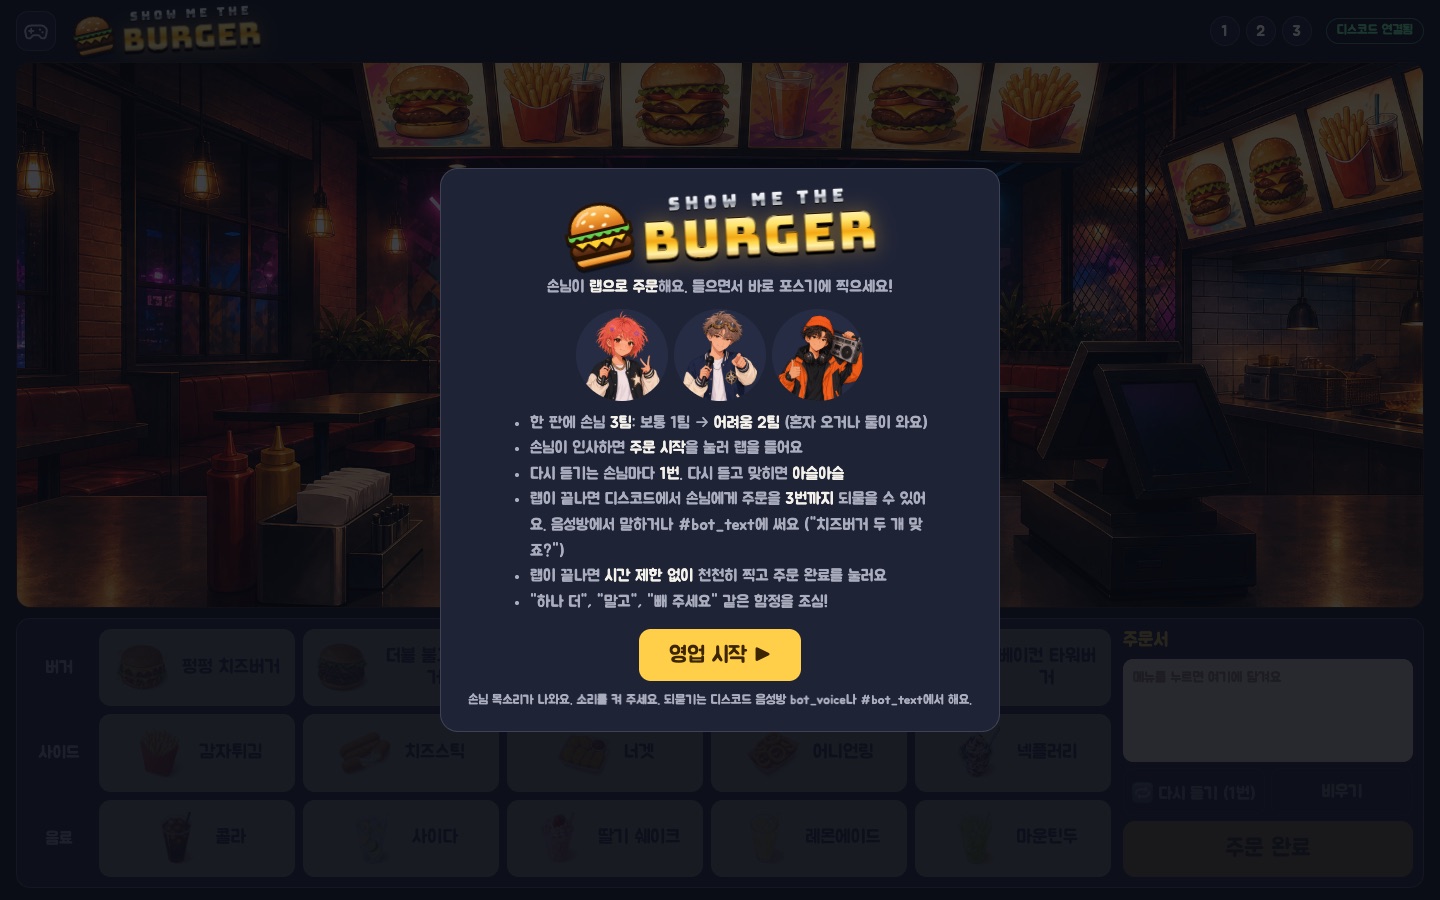 SHOW ME THE
BURGER
1 2 3
디스코드 연결됨
SHOW ME THE
BURGER
손님이 랩으로 주문해요. 들으면서 바로 포스기에 찍으세요!
• 한 판에 손님 3팀: 보통 1팀 → 어려움 2팀 (혼자 오거나 둘이 와요)
• 손님이 인사하면 주문 시작을 눌러 랩을 들어요
• 다시 듣기는 손님마다 1번. 다시 듣고 맞히면 아슬아슬
• 랩이 끝나면 디스코드에서 손님에게 주문을 3번까지 되물을 수 있어
요. 음성방에서 말하거나 #bot_text에 써요 ("치즈버거 두 개 맞
죠?")
• 랩이 끝나면 시간 제한 없이 천천히 찍고 주문 완료를 눌러요
• "하나 더", "말고", "빼 주세요" 같은 함정을 조심!
영업 시작 ▶
손님 목소리가 나와요. 소리를 켜 주세요. 되묻기는 디스코드 음성방 bot_voice나 #bot_text에서 해요.
버거
펑펑 치즈버거
더블
베이컨 타워버
거
사이드
감자튀김
치즈스틱
너겟
어니언링
넉플러리
음료
콜라
사이다
딸기 쉐이크
레몬에이드
마운틴두
주문서
메뉴를 누르면 여기에 담겨요
다시 듣기 (1번)
비우기
주문 완료